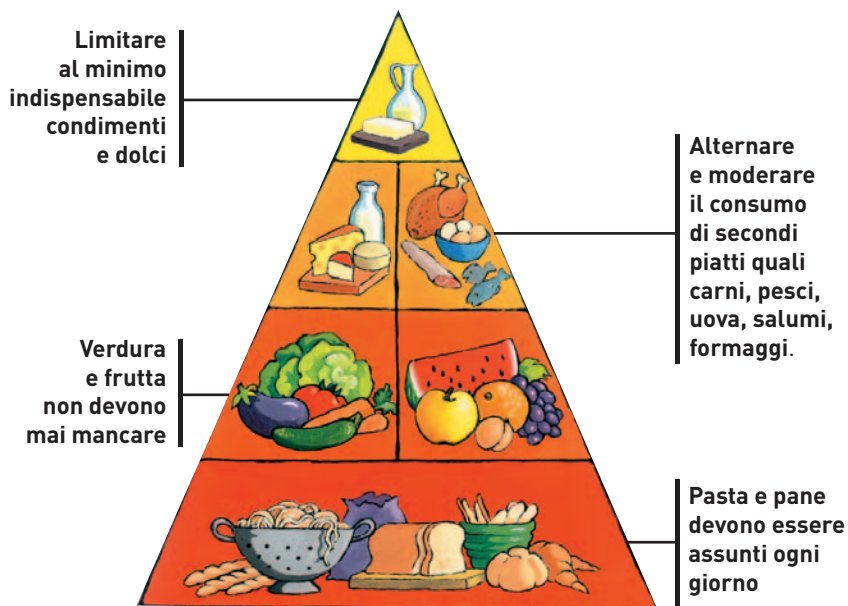 Limitare
al minimo
indispensabile
condimenti
e dolci
Alternare
e moderare
il consumo
di secondi
piatti quali
carni, pesci,
uova, salumi,
formaggi.
Verdura
e frutta
non devono
mai mancare
Pasta e pane
devono essere
assunti ogni
giorno